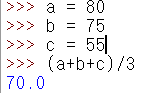 >>> a = 80
>>> b = 75
>>> c = 55
>>> (a+b+c)/3
70.0